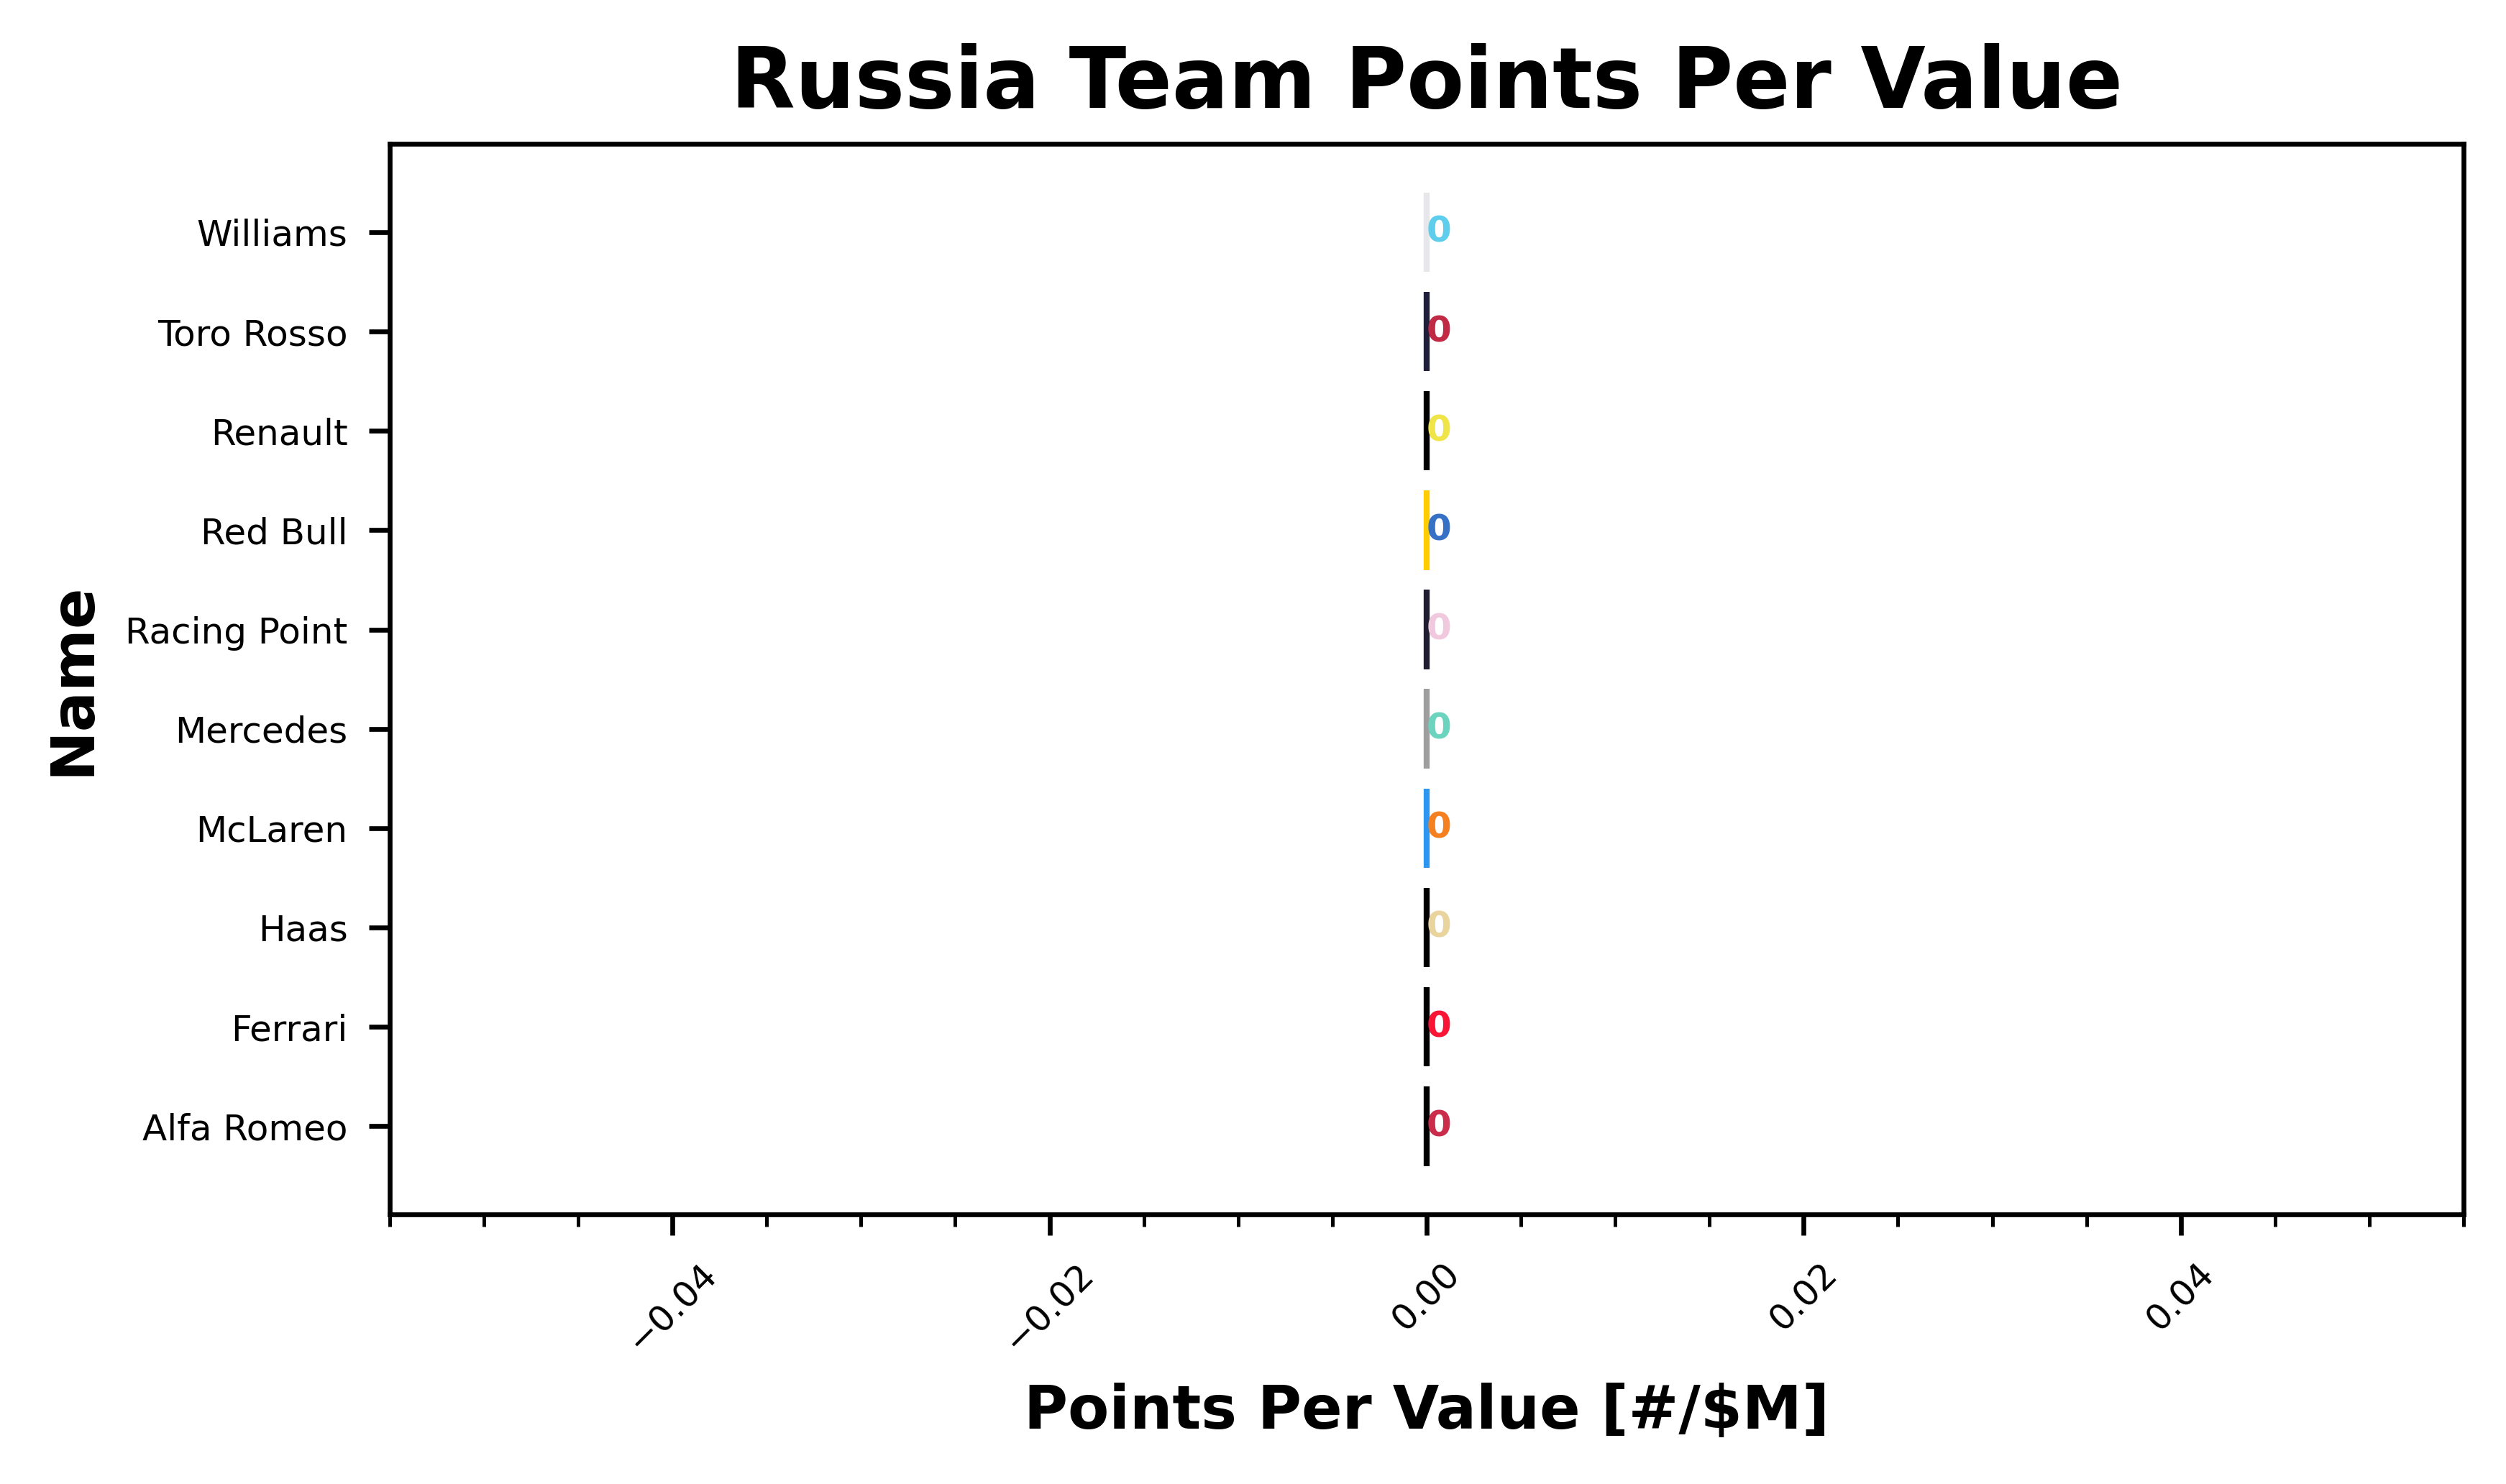 Russia Team Points Per Value
Name
Williams 0
Toro Rosso 0
Renault 0
Red Bull 0
Racing Point 0
Mercedes 0
McLaren 0
Haas 0
Ferrari 0
Alfa Romeo 0
−0.04 −0.02 0.00 0.02 0.04
Points Per Value [#/$M]